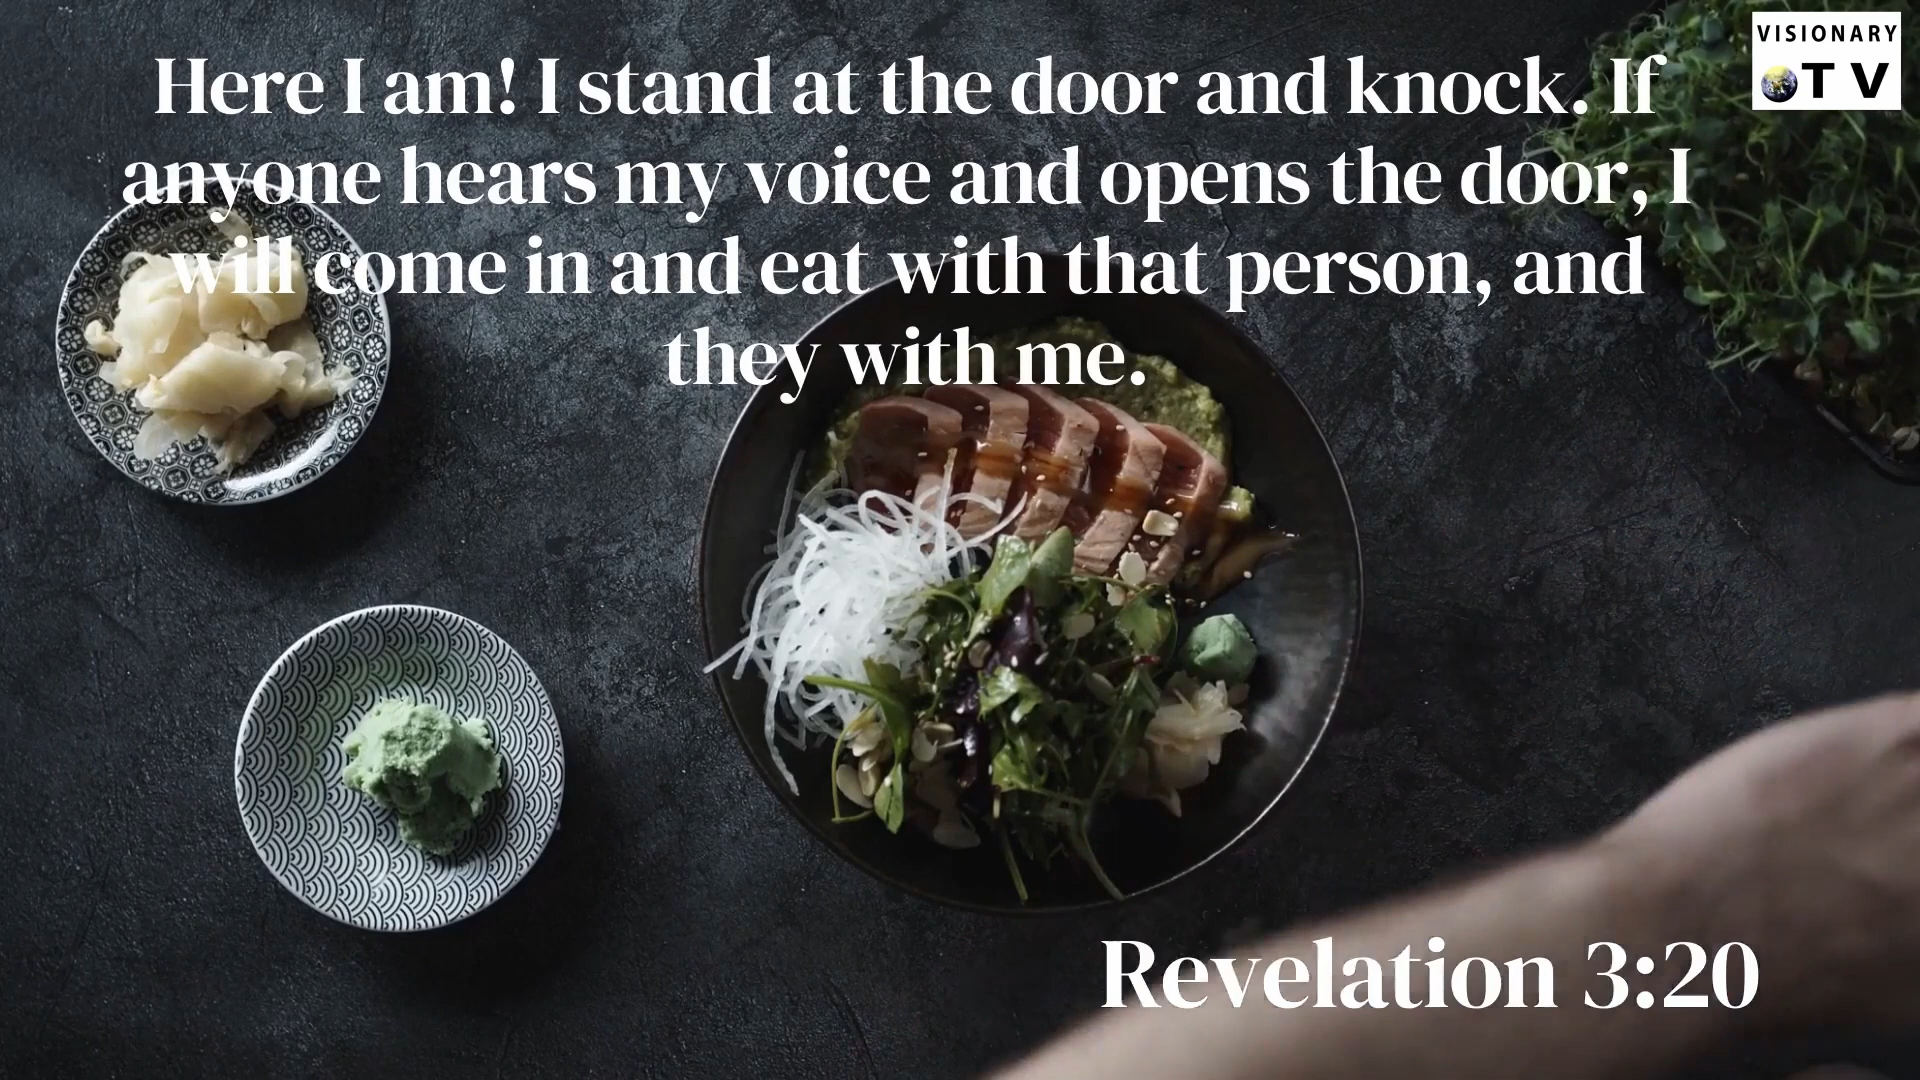 VISIONARY
TV
Here I am! I stand at the door and knock. If
anyone hears my voice and opens the door, I
will come in and eat with that person, and
they with me.
Revelation 3:20